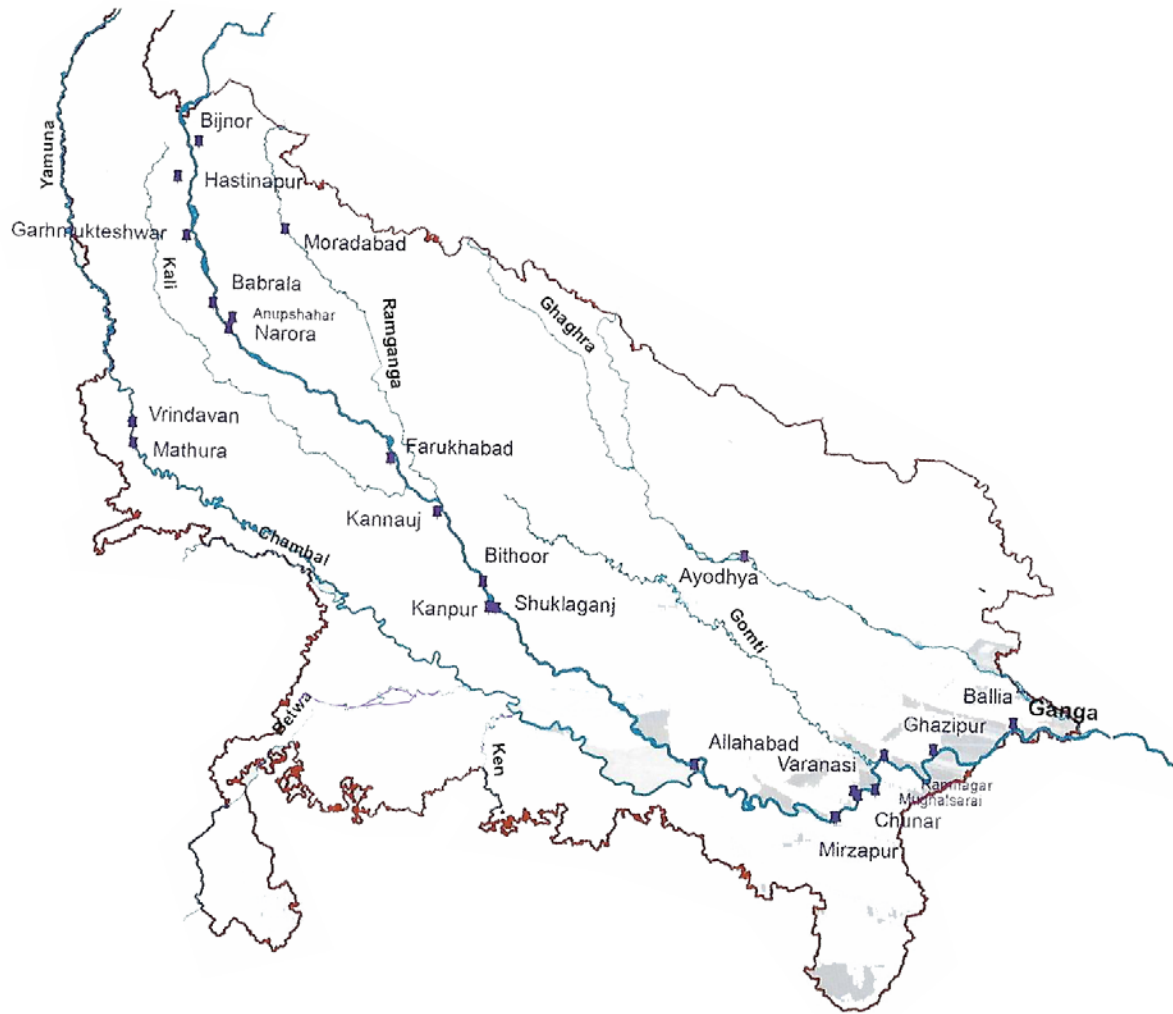 Bijnor
Yamuna
Hastinapur
Garhmukteshwar
Moradabad
Kali
Babrala
Anupshahar
Narora
Ghaghra
Ramganga
Vrindavan
Mathura
Farukhabad
Kannauj
Chambal
Bithoor
Ayodhya
Kanpur
Shuklaganj
Gomti
Betwa
Ballia
Ganga
Ghazipur
Ken
Allahabad
Varanasi
Ramnagar
Mughalsarai
Chunar
Mirzapur